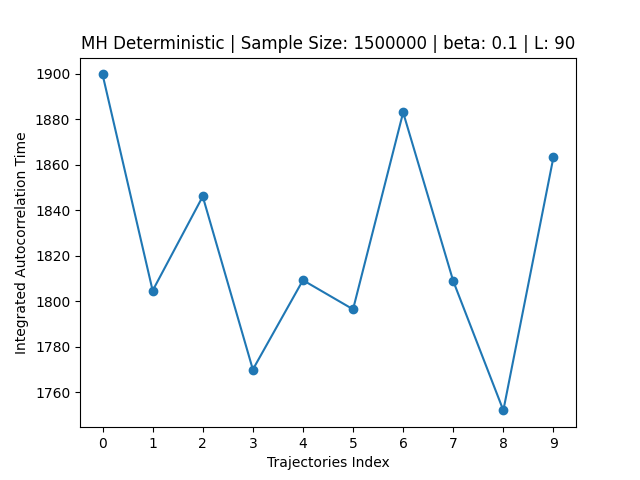 MH Deterministic | Sample Size: 1500000 | beta: 0.1 | L: 90
Integrated Autocorrelation Time
1900
1880
1860
1840
1820
1800
1780
1760
0 1 2 3 4 5 6 7 8 9
Trajectories Index